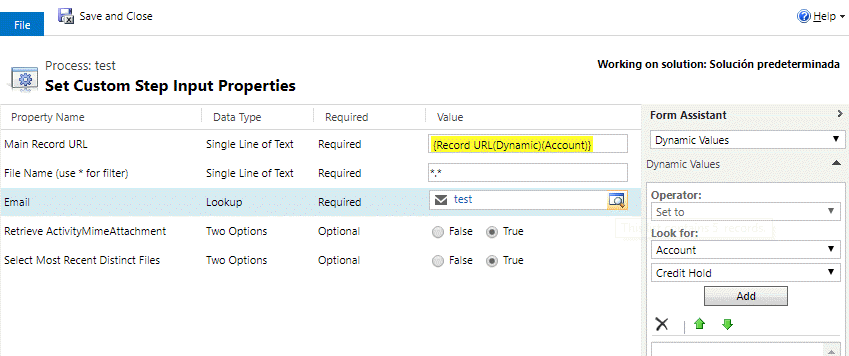 File
Save and Close
Help
Process: test
Set Custom Step Input Properties
Working on solution: Solución predeterminada
Property Name Data Type Required Value
Main Record URL Single Line of Text Required {Record URL(Dynamic)(Account)}
File Name (use * for filter) Single Line of Text Required *.*
Email Lookup Required test
Retrieve ActivityMimeAttachment Two Options Optional False True
Select Most Recent Distinct Files Two Options Optional False True
Form Assistant
Dynamic Values
Dynamic Values
Operator:
Set to
Look for:
Account
Credit Hold
Add